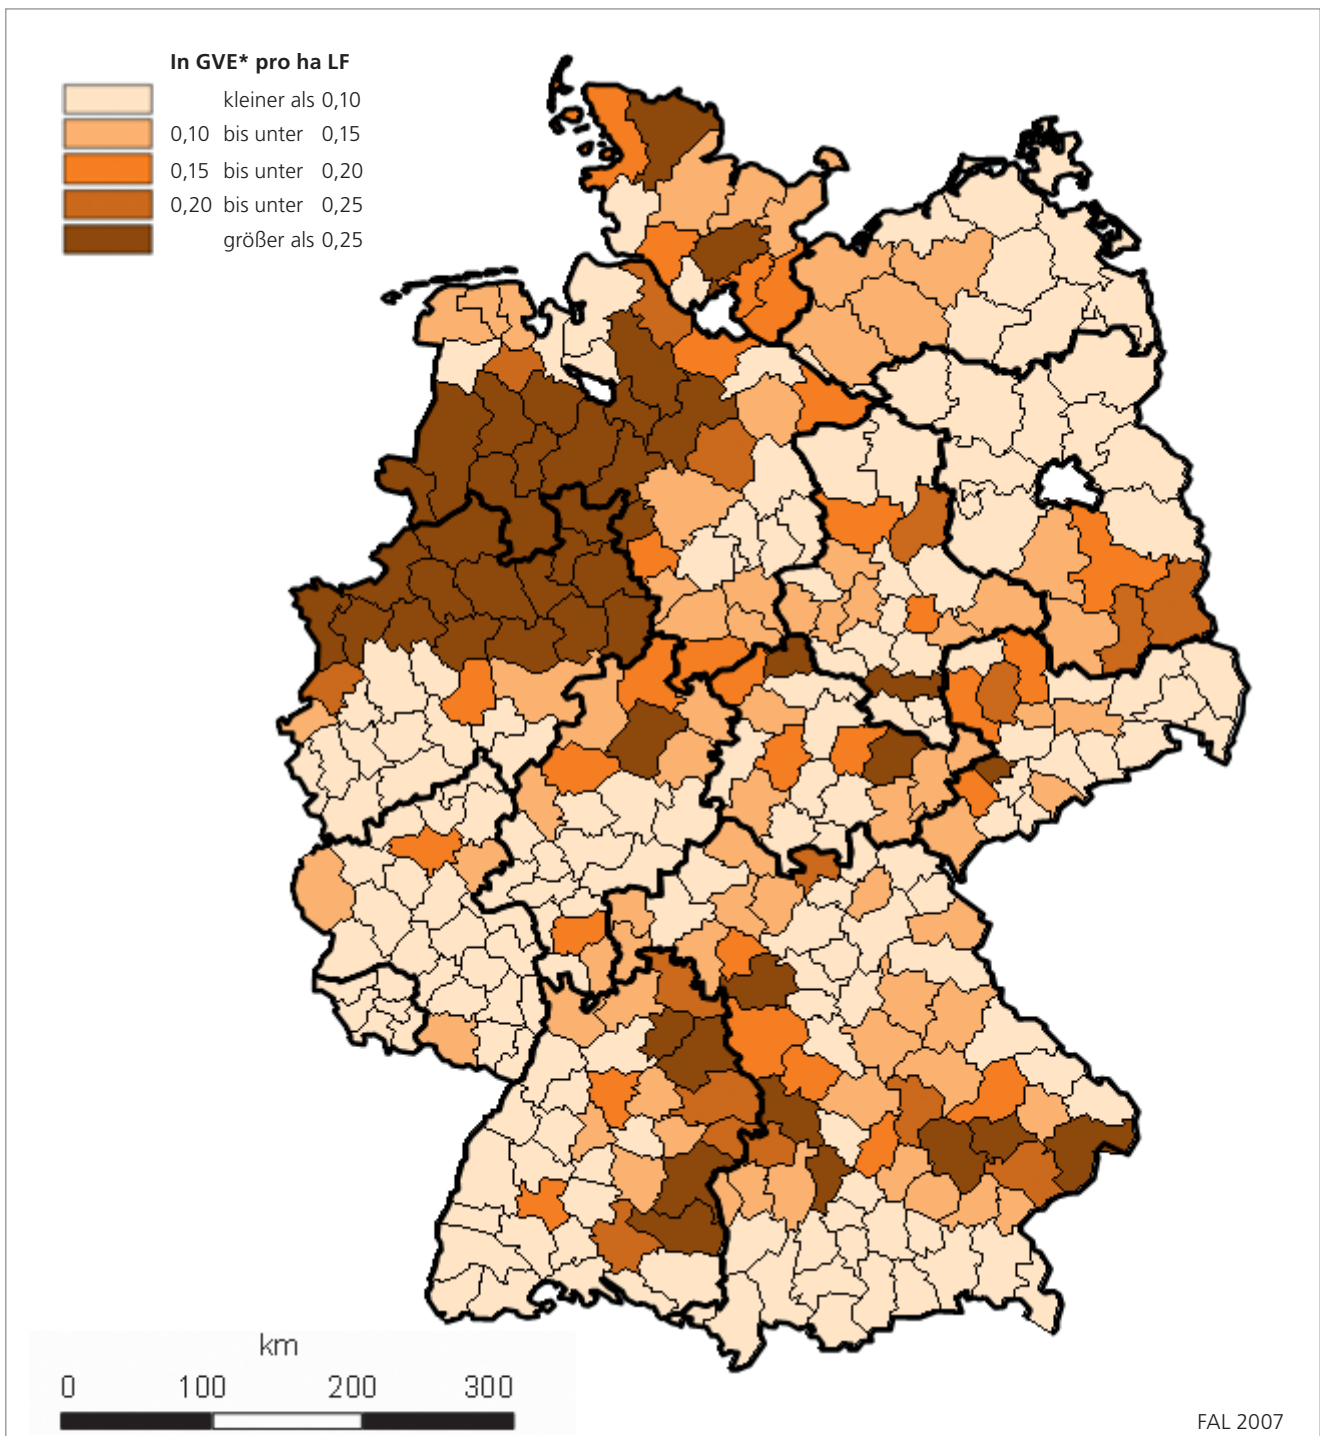 In GVE* pro ha LF
kleiner als 0,10
0,10 bis unter 0,15
0,15 bis unter 0,20
0,20 bis unter 0,25
größer als 0,25
km
0 100 200 300
FAL 2007